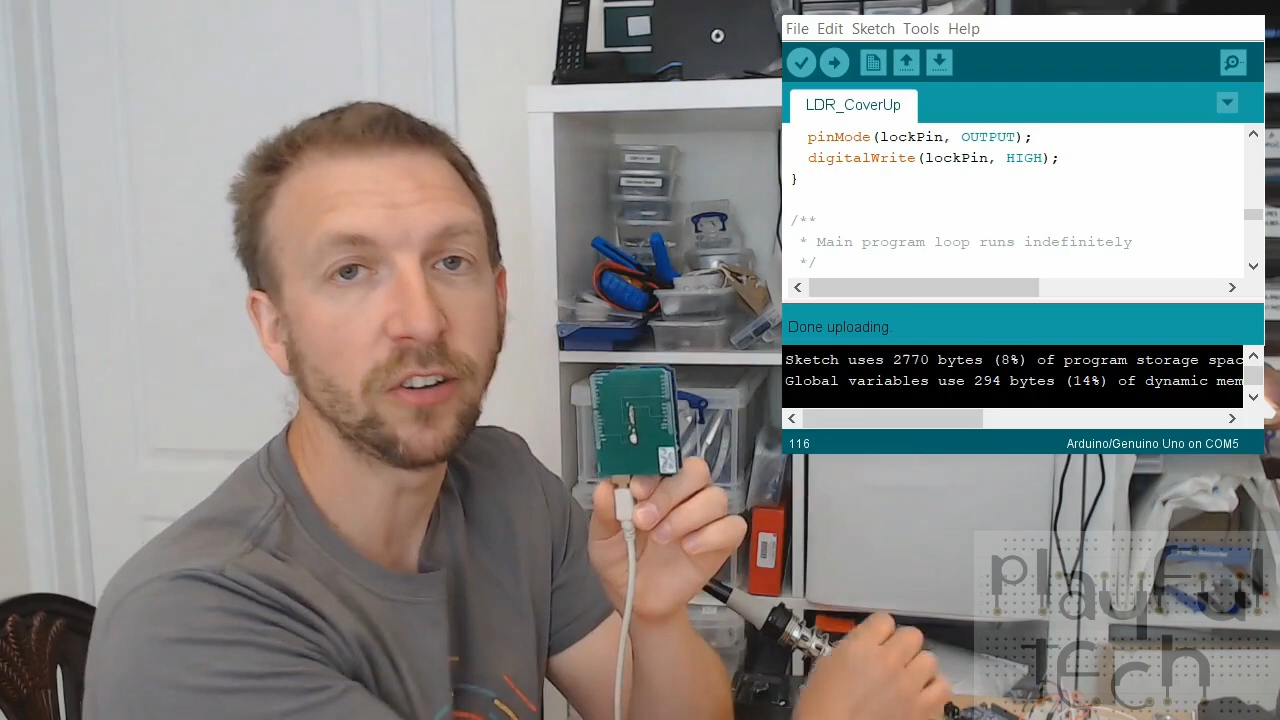 File Edit Sketch Tools Help
LDR_CoverUp
pinMode(lockPin, OUTPUT);
digitalWrite(lockPin, HIGH);
}
/**
* Main program loop runs indefinitely
*/
Done uploading.
Sketch uses 2770 bytes (8%) of program storage spac
Global variables use 294 bytes (14%) of dynamic mem
116
Arduino/Genuino Uno on COM5
playful
tech